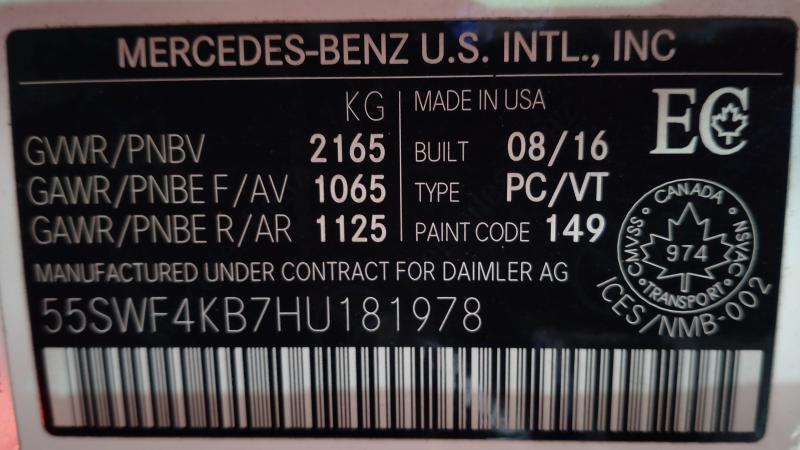 MERCEDES-BENZ U.S. INTL., INC
KG
GVWR/PNBV 2165
GAWR/PNBE F/AV 1065
GAWR/PNBE R/AR 1125
MADE IN USA
BUILT 08/16
TYPE PC/VT
PAINT CODE 149
EC
CANADA
CMVSS · NSVAC
974
TRANSPORT
ICES/NMB-002
MANUFACTURED UNDER CONTRACT FOR DAIMLER AG
55SWF4KB7HU181978